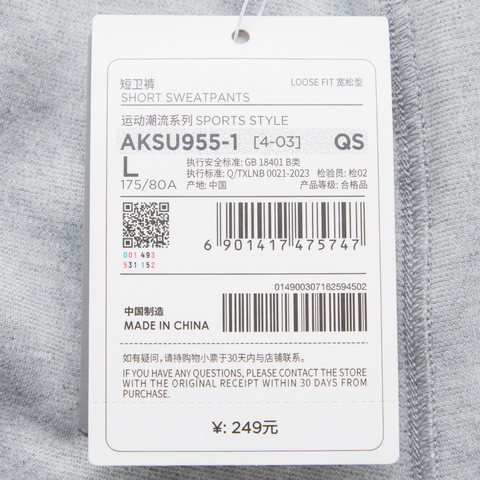 短卫裤
LOOSE FIT 宽松型
SHORT SWEATPANTS
运动潮流系列 SPORTS STYLE
AKSU955-1 [4-03] QS
L
175/80A
执行安全标准: GB 18401 B类
执行标准: Q/TXLNB 0021-2023 检验员: 检02
产地: 中国 产品等级: 合格品
001 493
531 152
6 901417 475747
014900307162594502
中国制造
MADE IN CHINA
如有疑问，请持购物小票于30天内与店铺联系。
IF YOU HAVE ANY QUESTIONS, PLEASE CONTACT THE STORE
WITH THE ORIGINAL RECEIPT WITHIN 30 DAYS FROM
PURCHASE.
¥: 249元